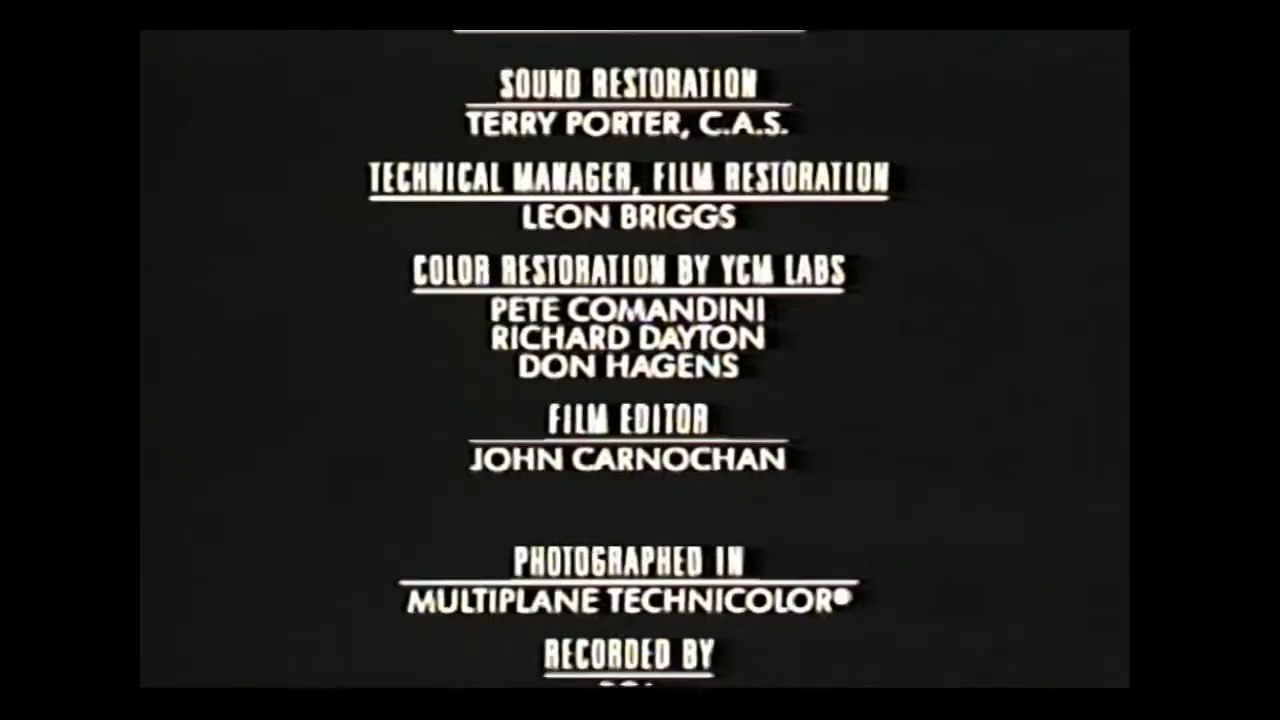 SOUND RESTORATION
TERRY PORTER, C.A.S.
TECHNICAL MANAGER, FILM RESTORATION
LEON BRIGGS
COLOR RESTORATION BY YCM LABS
PETE COMANDINI
RICHARD DAYTON
DON HAGENS
FILM EDITOR
JOHN CARNOCHAN
PHOTOGRAPHED IN
MULTIPLANE TECHNICOLOR®
RECORDED BY